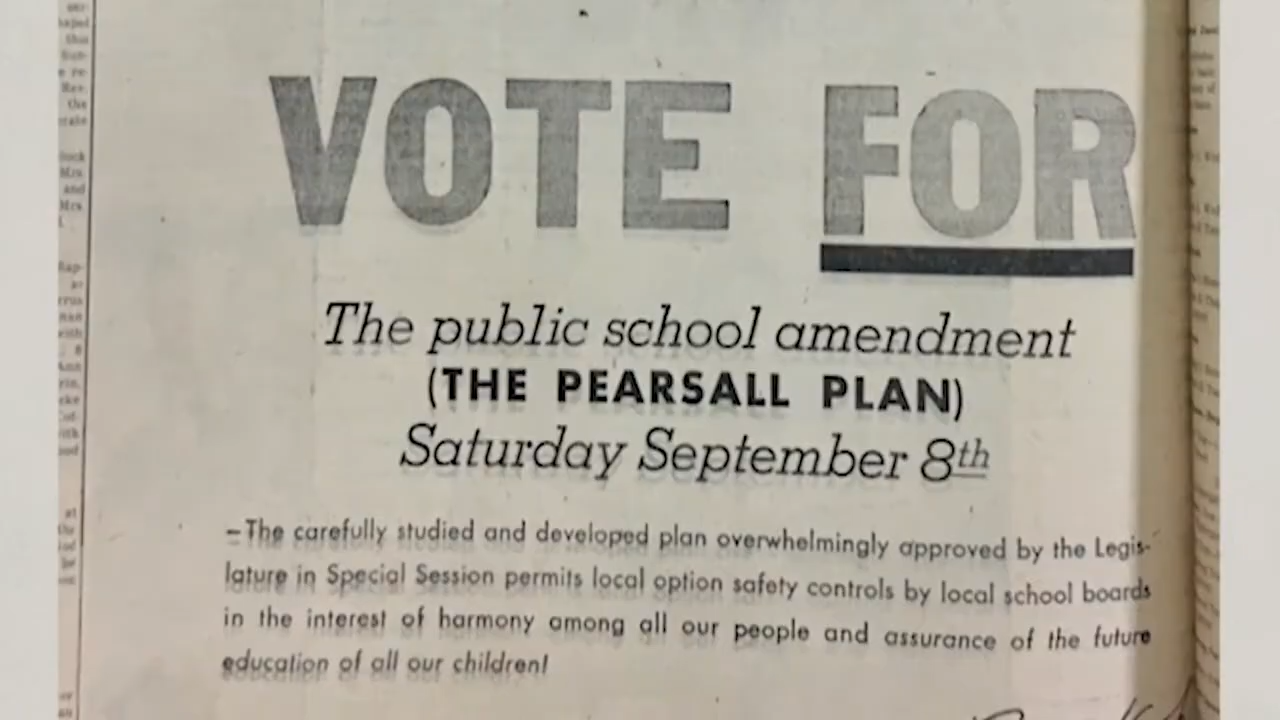 VOTE FOR
The public school amendment
(THE PEARSALL PLAN)
Saturday September 8th
—The carefully studied and developed plan overwhelmingly approved by the Legis-
lature in Special Session permits local option safety controls by local school boards
in the interest of harmony among all our people and assurance of the future
education of all our children!